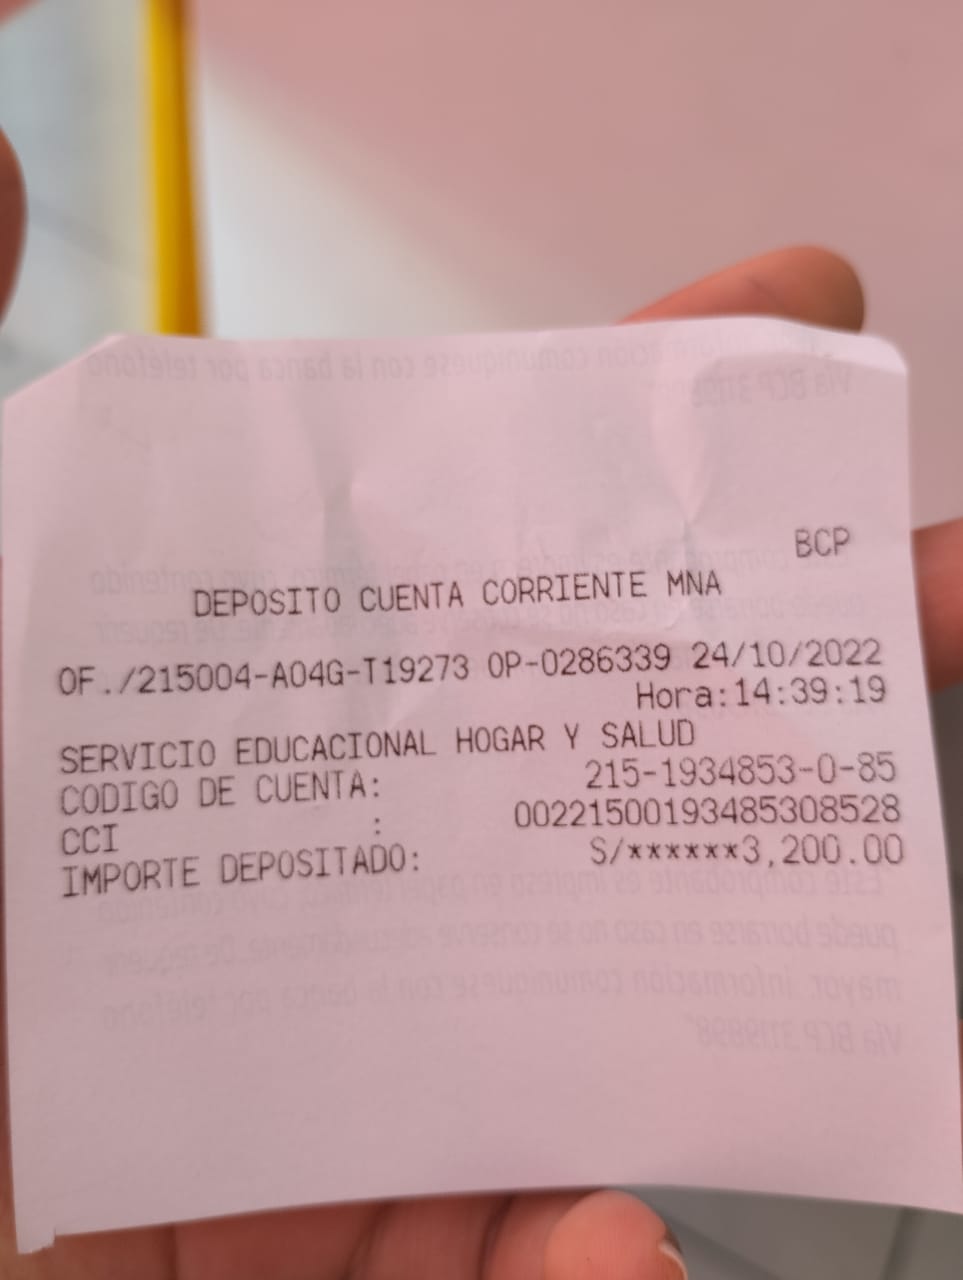 BCP
DEPOSITO CUENTA CORRIENTE MNA
OF./215004-A04G-T19273 OP-0286339 24/10/2022
Hora:14:39:19
SERVICIO EDUCACIONAL HOGAR Y SALUD
CODIGO DE CUENTA: 215-1934853-0-85
CCI : 00221500193485308528
IMPORTE DEPOSITADO: S/******3,200.00